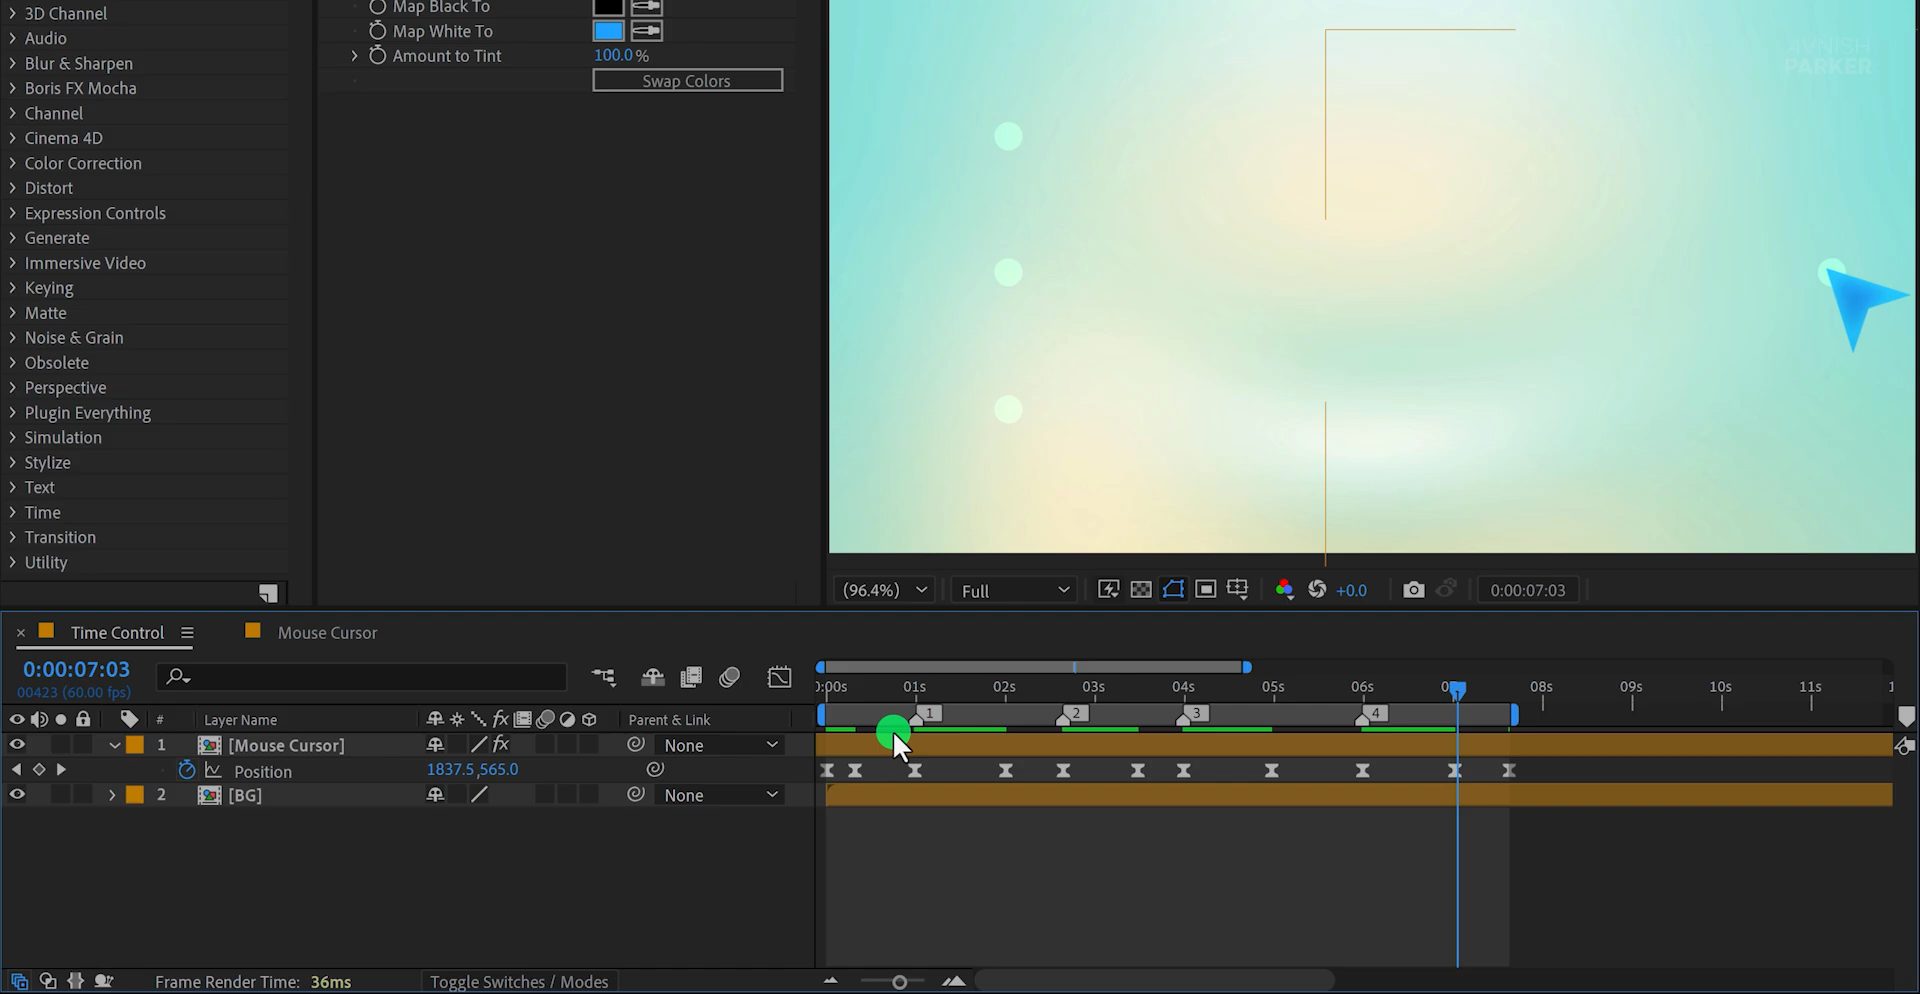 3D Channel
Audio
Blur & Sharpen
Boris FX Mocha
Channel
Cinema 4D
Color Correction
Distort
Expression Controls
Generate
Immersive Video
Keying
Matte
Noise & Grain
Obsolete
Perspective
Plugin Everything
Simulation
Stylize
Text
Time
Transition
Utility
Map Black To
Map White To
Amount to Tint 100.0 %
Swap Colors
AVNISH
PARKER
(96.4%) Full +0.0 0:00:07:03
Time Control Mouse Cursor
0:00:07:03
00423 (60.00 fps)
:00s 01s 02s 03s 04s 05s 06s 08s 09s 10s 11s
# Layer Name fx Parent & Link
1 2 3 4
1 [Mouse Cursor] fx None
Position 1837.5,565.0
2 [BG] None
Frame Render Time: 36ms Toggle Switches / Modes